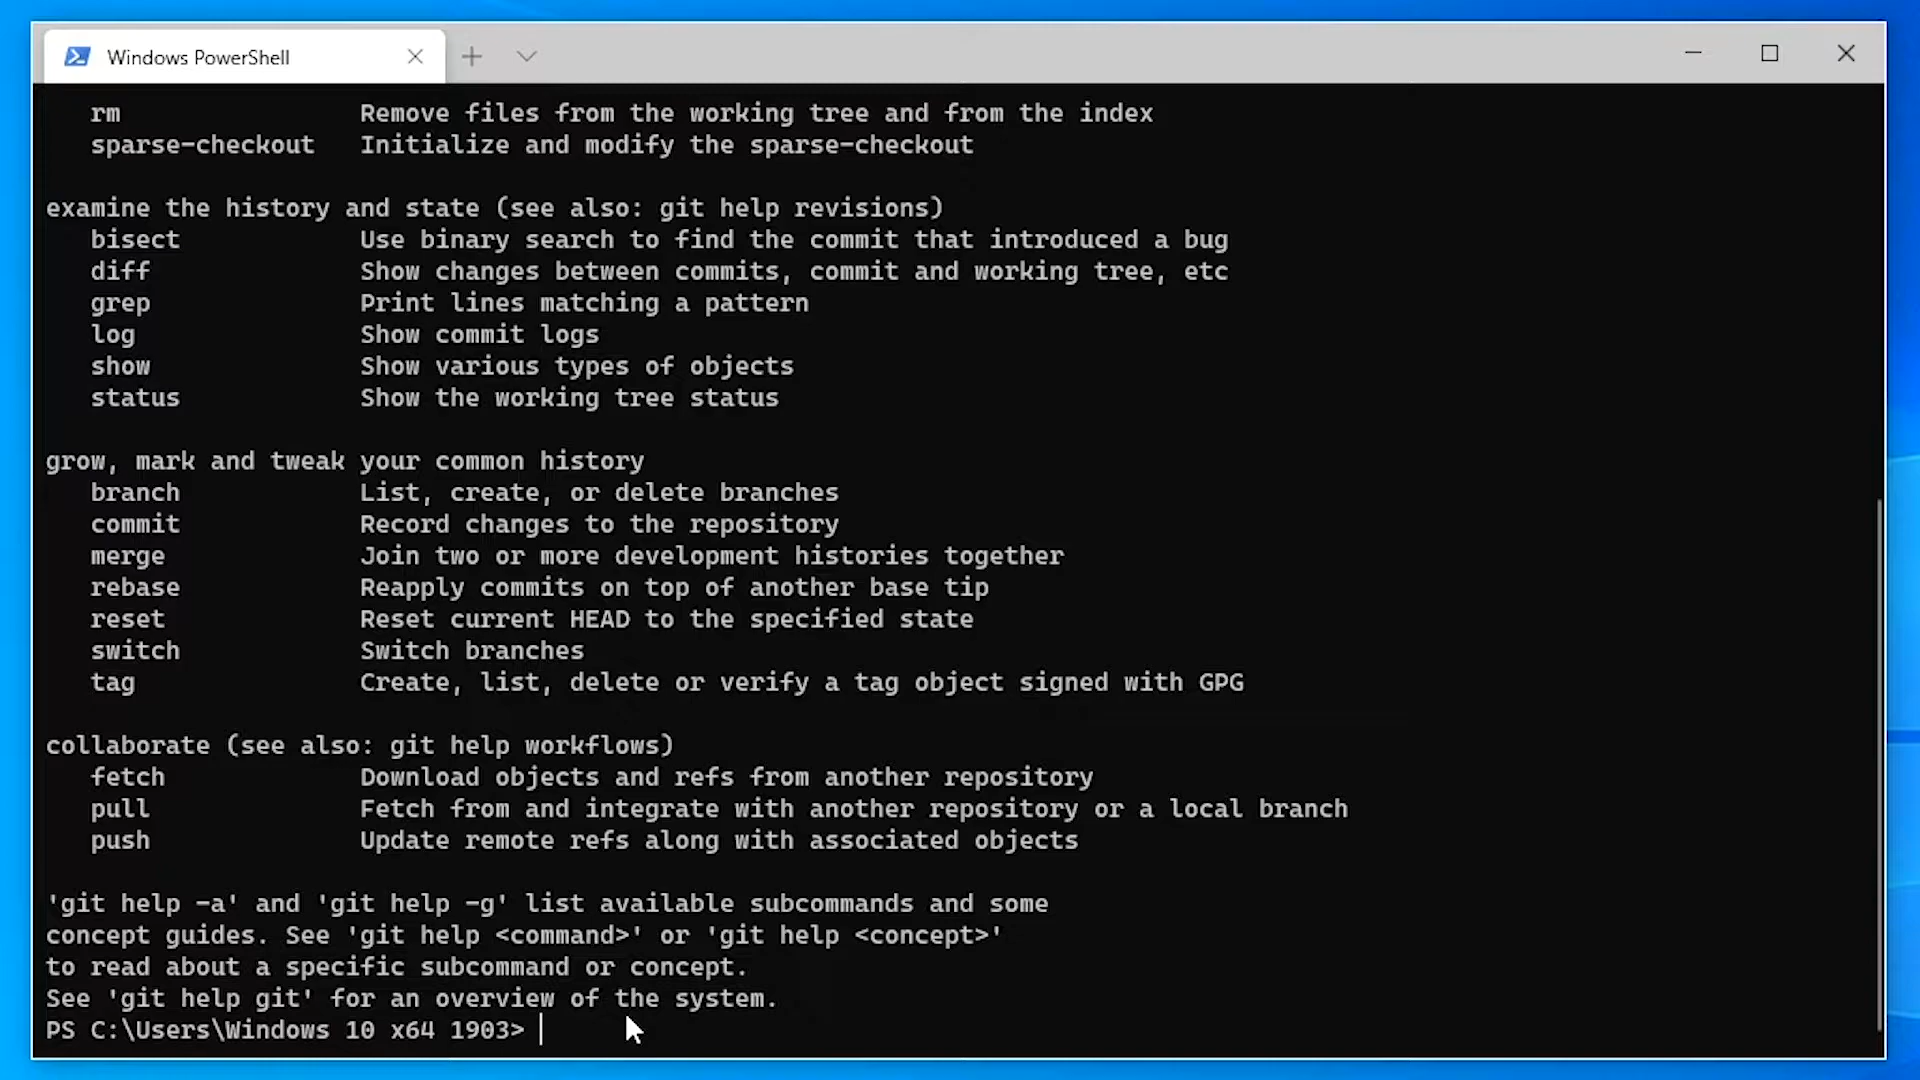 Windows PowerShell
rm Remove files from the working tree and from the index
sparse-checkout Initialize and modify the sparse-checkout
examine the history and state (see also: git help revisions)
bisect Use binary search to find the commit that introduced a bug
diff Show changes between commits, commit and working tree, etc
grep Print lines matching a pattern
log Show commit logs
show Show various types of objects
status Show the working tree status
grow, mark and tweak your common history
branch List, create, or delete branches
commit Record changes to the repository
merge Join two or more development histories together
rebase Reapply commits on top of another base tip
reset Reset current HEAD to the specified state
switch Switch branches
tag Create, list, delete or verify a tag object signed with GPG
collaborate (see also: git help workflows)
fetch Download objects and refs from another repository
pull Fetch from and integrate with another repository or a local branch
push Update remote refs along with associated objects
'git help -a' and 'git help -g' list available subcommands and some
concept guides. See 'git help <command>' or 'git help <concept>'
to read about a specific subcommand or concept.
See 'git help git' for an overview of the system.
PS C:\Users\Windows 10 x64 1903>